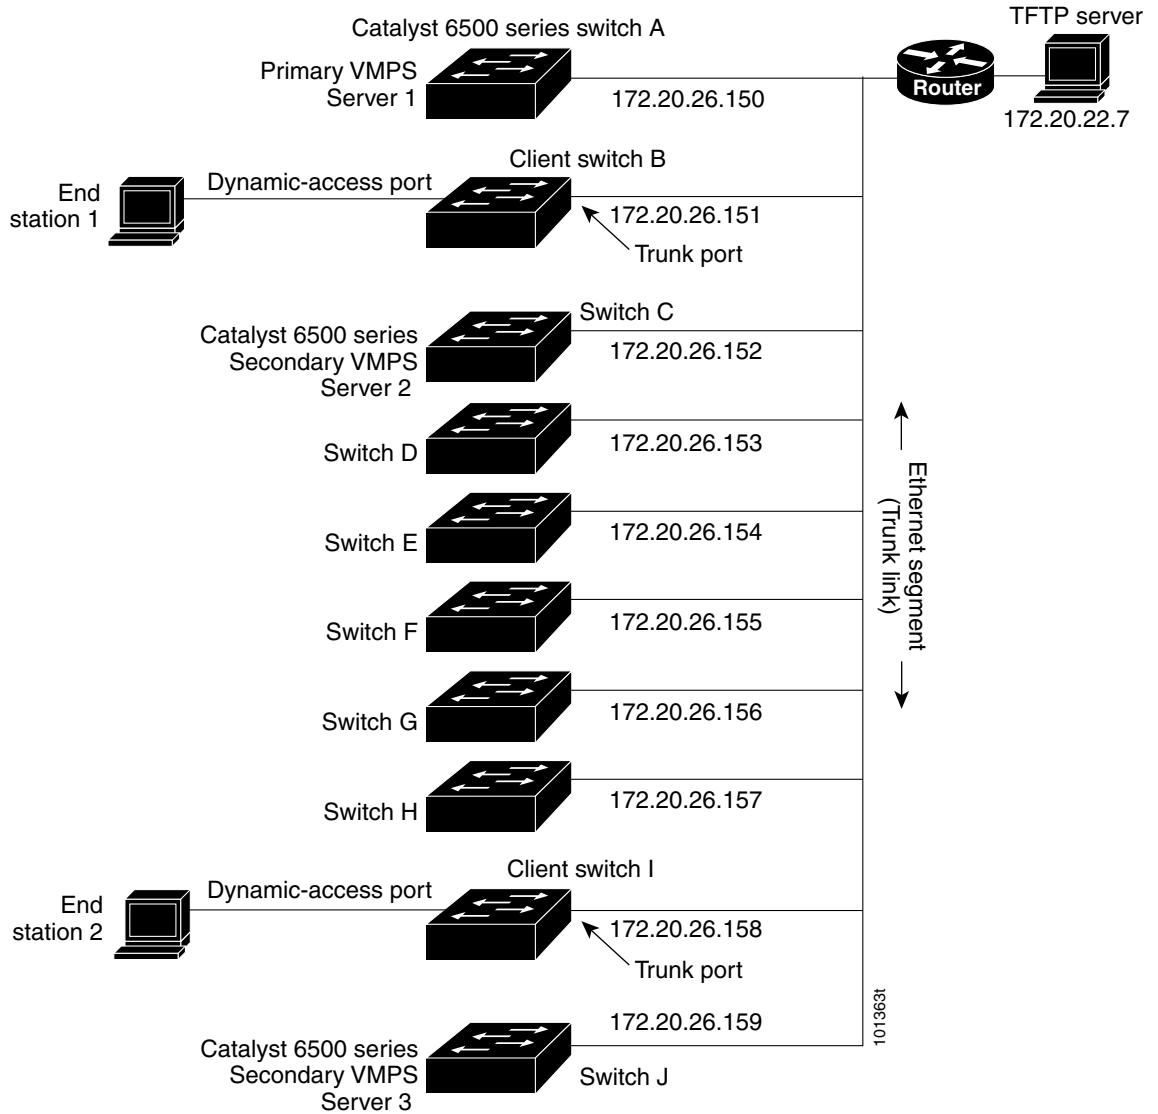 TFTP server
Catalyst 6500 series switch A
Primary VMPS
Server 1
172.20.26.150
Router
172.20.22.7
Client switch B
End
station 1
Dynamic-access port
172.20.26.151
Trunk port
Switch C
Catalyst 6500 series
Secondary VMPS
Server 2
172.20.26.152
Switch D
172.20.26.153
Switch E
172.20.26.154
Ethernet segment
(Trunk link)
Switch F
172.20.26.155
Switch G
172.20.26.156
Switch H
172.20.26.157
Client switch I
End
station 2
Dynamic-access port
172.20.26.158
Trunk port
101363t
172.20.26.159
Catalyst 6500 series
Secondary VMPS
Server 3
Switch J